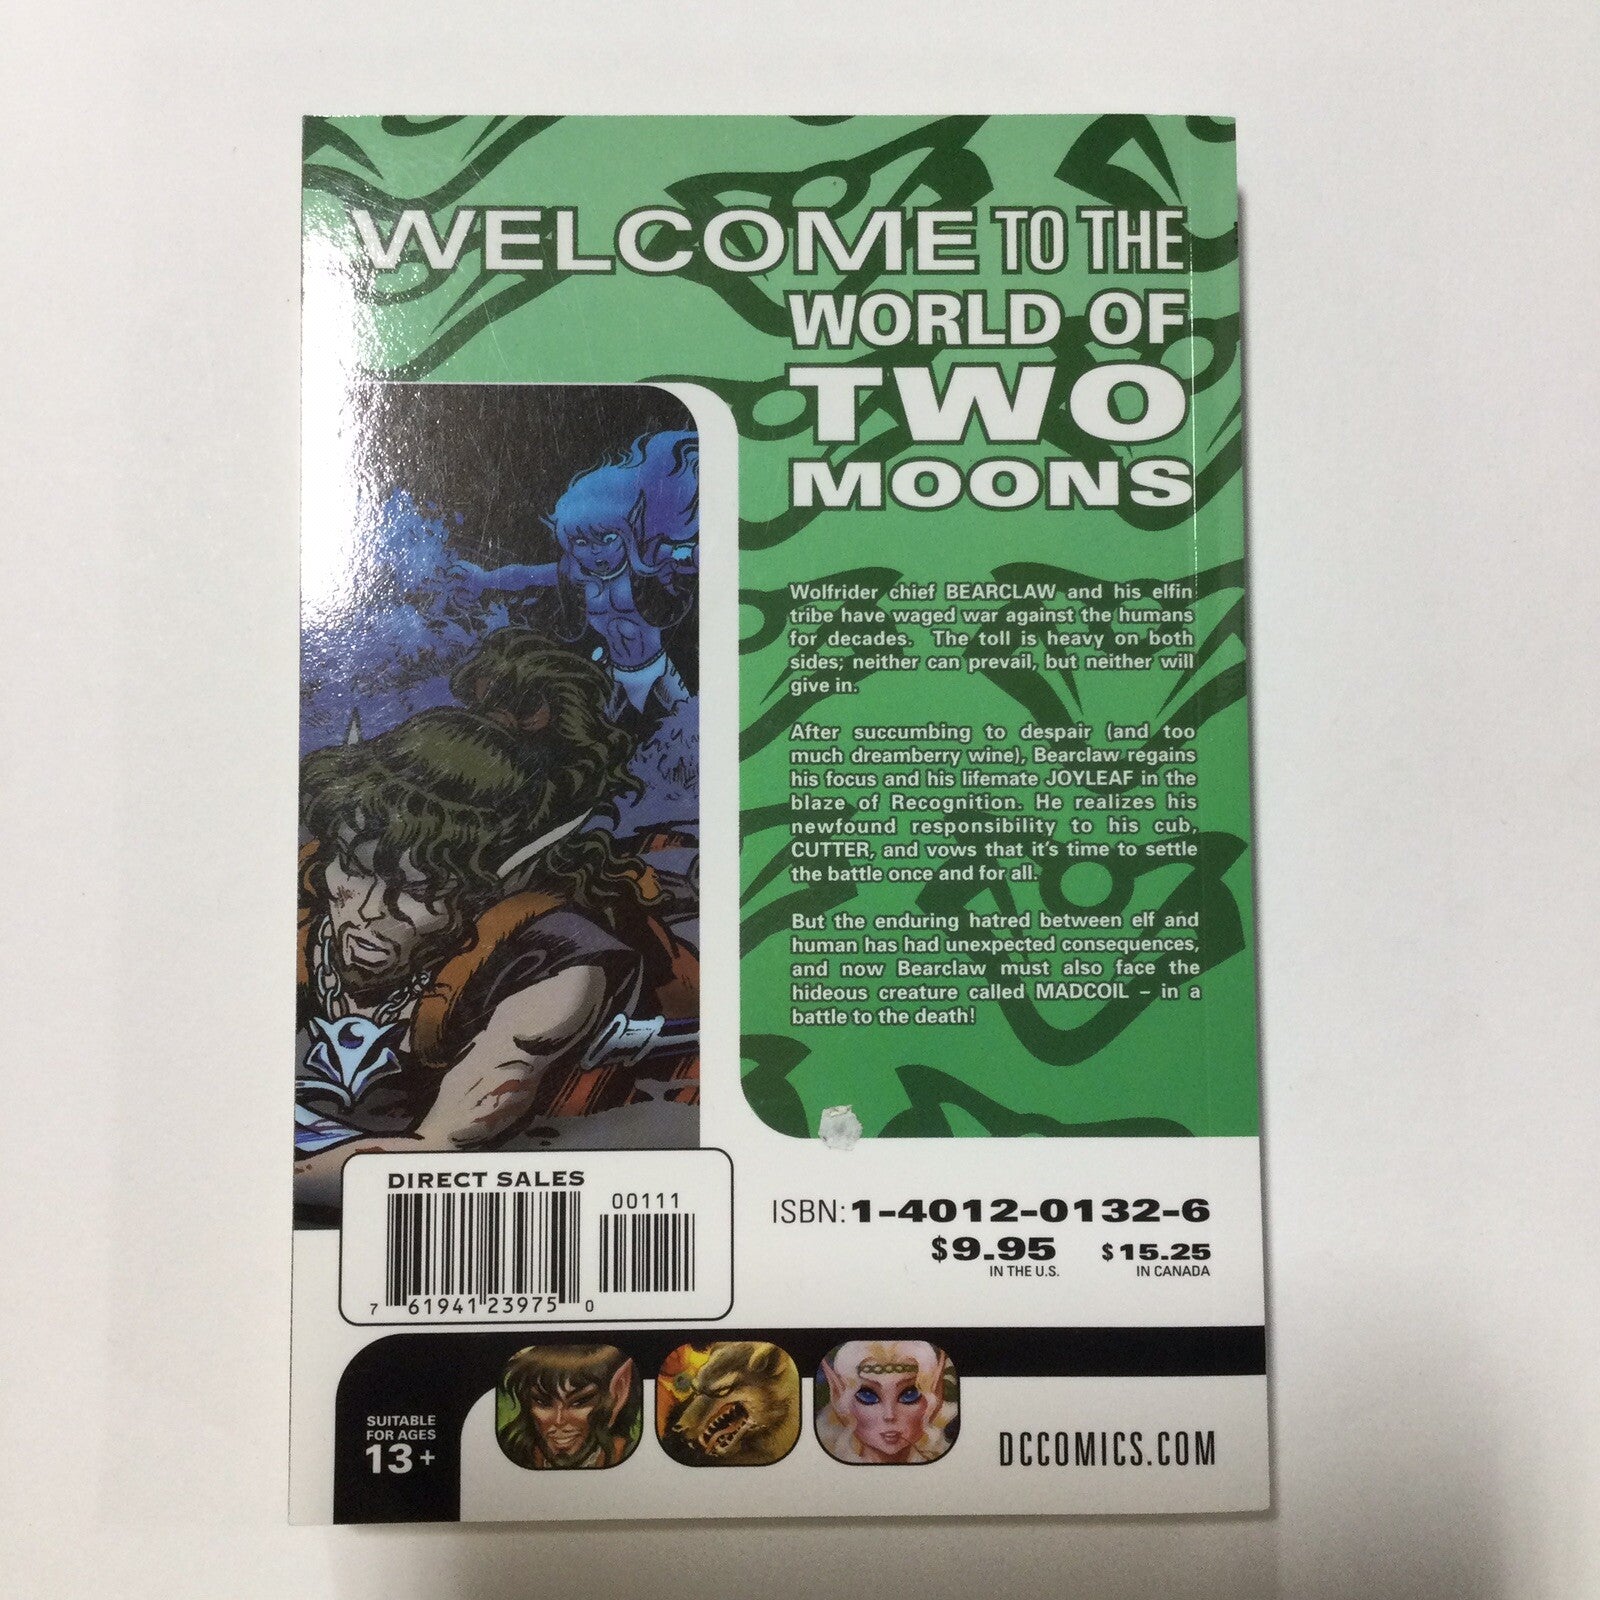 WELCOME TO THE
WORLD OF
TWO
MOONS
Wolfrider chief BEARCLAW and his elfin
tribe have waged war against the humans
for decades. The toll is heavy on both
sides; neither can prevail, but neither will
give in.
After succumbing to despair (and too
much dreamberry wine), Bearclaw regains
his focus and his lifemate JOYLEAF in the
blaze of Recognition. He realizes his
newfound responsibility to his cub,
CUTTER, and vows that it's time to settle
the battle once and for all.
But the enduring hatred between elf and
human has had unexpected consequences,
and now Bearclaw must also face the
hideous creature called MADCOIL – in a
battle to the death!
DIRECT SALES
00111
7 61941 23975 0
ISBN: 1-4012-0132-6
$9.95 $15.25
IN THE U.S. IN CANADA
SUITABLE
FOR AGES
13+
DCCOMICS.COM